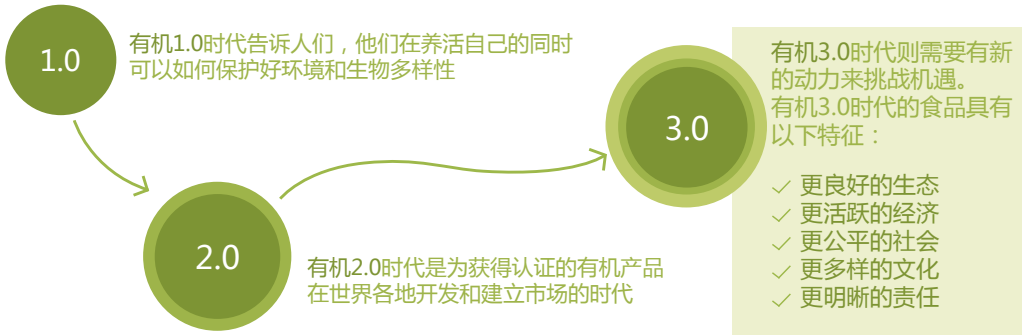 1.0
有机1.0时代告诉人们，他们在养活自己的同时
可以如何保护好环境和生物多样性
2.0
有机2.0时代是为获得认证的有机产品
在世界各地开发和建立市场的时代
3.0
有机3.0时代则需要有新
的动力来挑战机遇。
有机3.0时代的食品具有
以下特征：
✓ 更良好的生态
✓ 更活跃的经济
✓ 更公平的社会
✓ 更多样的文化
✓ 更明晰的责任